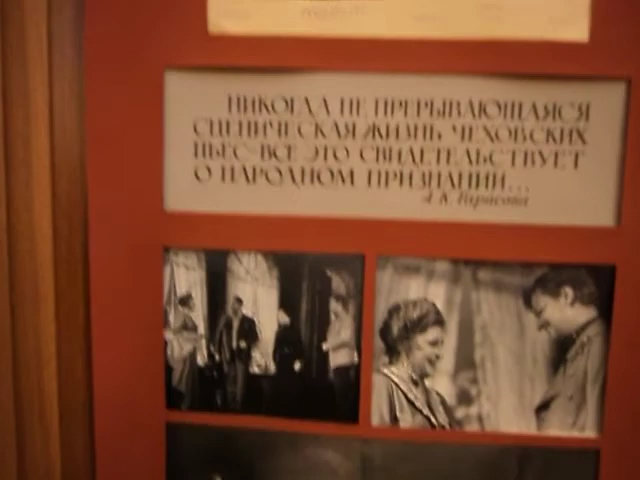 НИКОГДА НЕ ПРЕРЫВАЮЩАЯСЯ
СЦЕНИЧЕСКАЯ ЖИЗНЬ ЧЕХОВСКИХ
ПЬЕС-ВСЕ ЭТО СВИДЕТЕЛЬСТВУЕТ
О НАРОДНОМ ПРИЗНАНИИ...